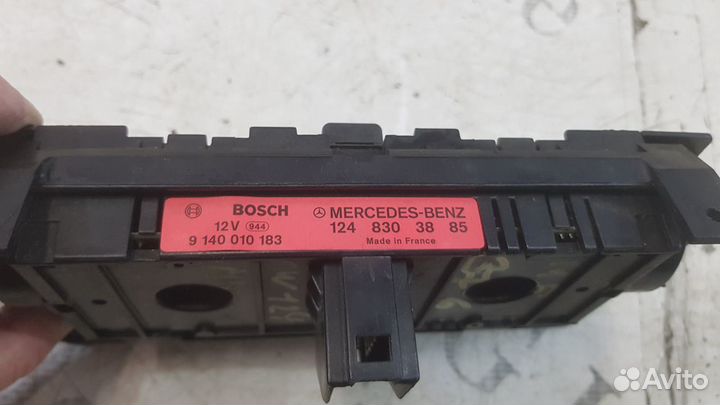 BOSCH MERCEDES-BENZ
12V 944 124 830 38 85
9 140 010 183 Made in France
Avito